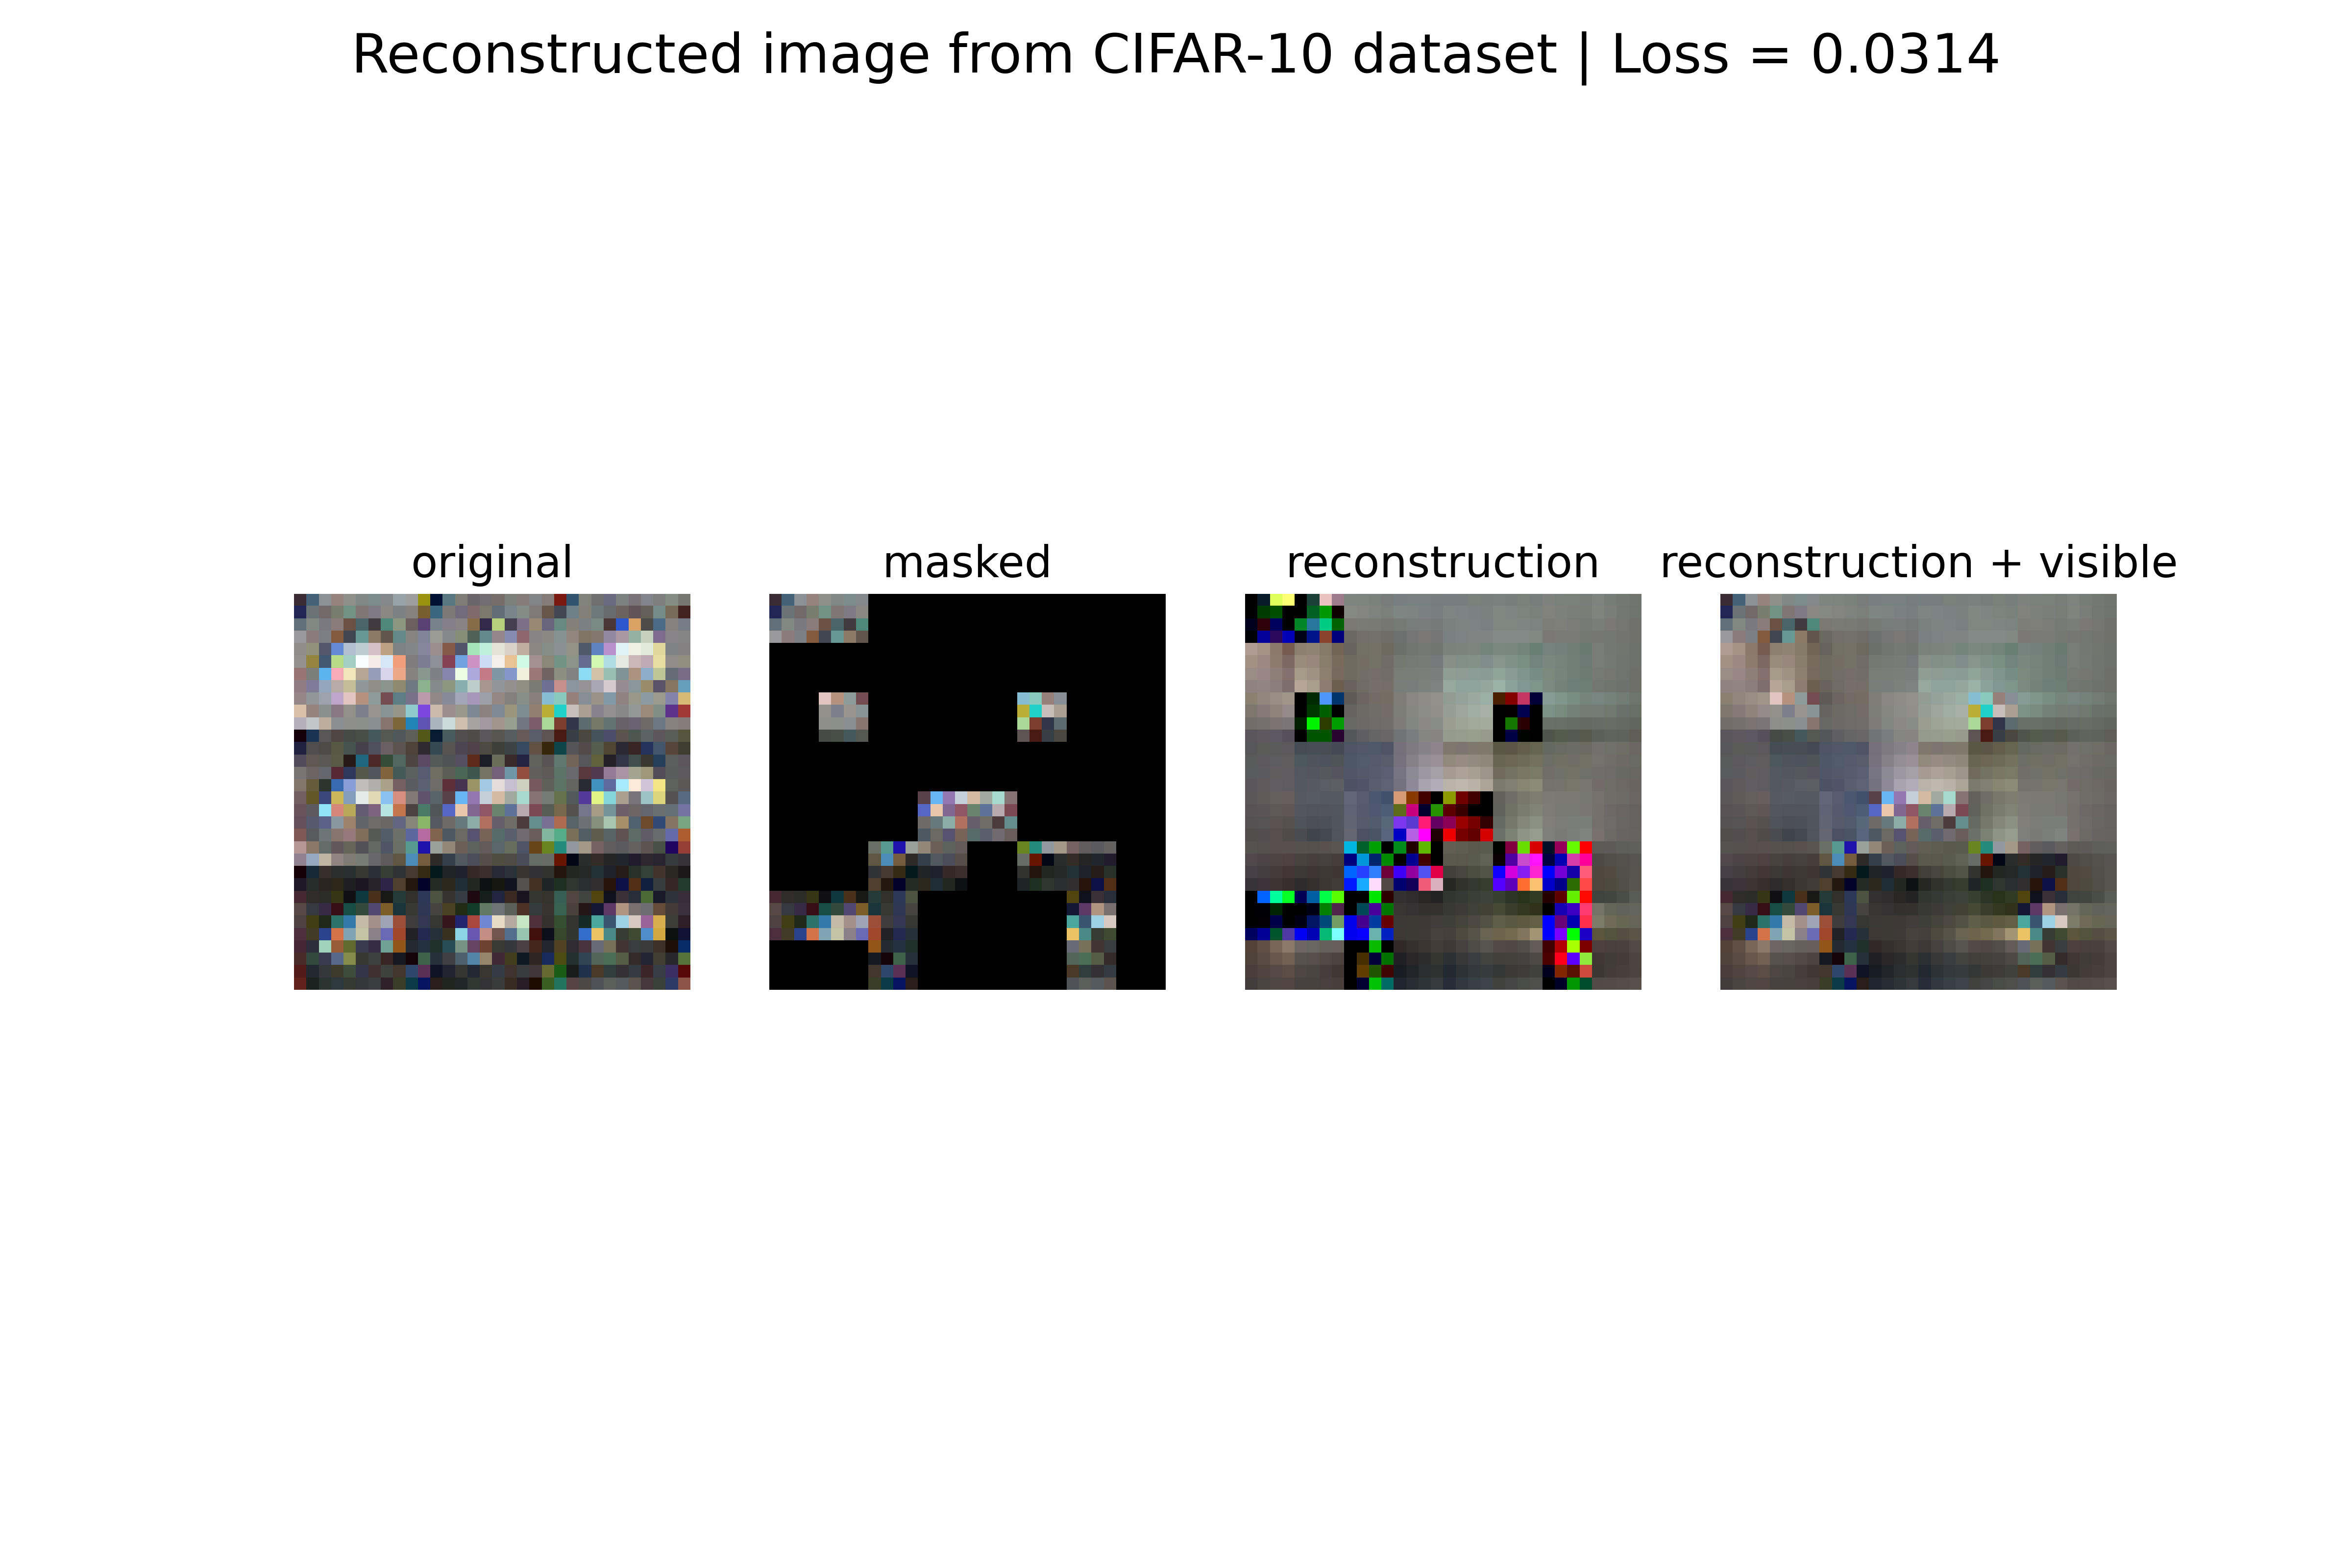 Reconstructed image from CIFAR-10 dataset | Loss = 0.0314
original
masked
reconstruction
reconstruction + visible